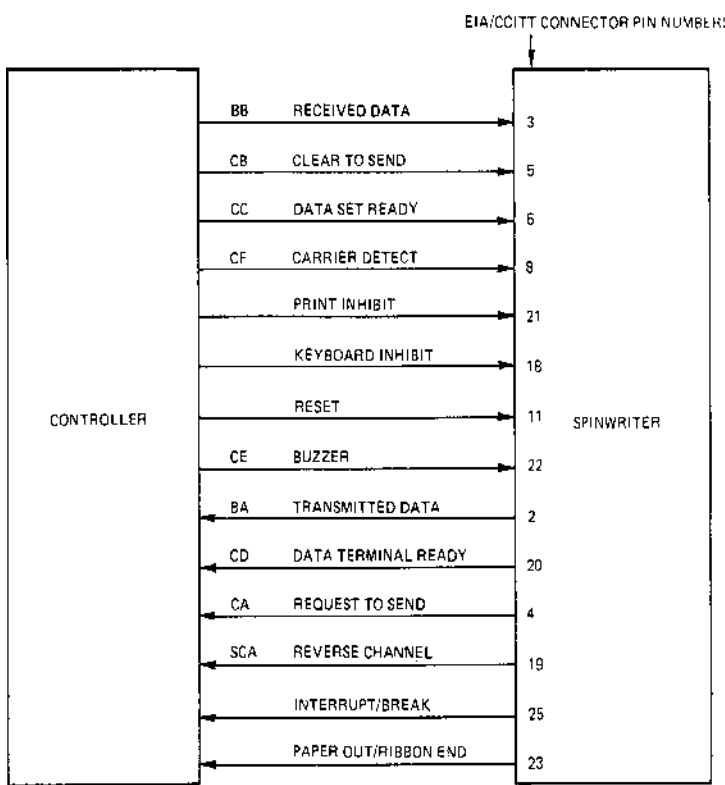 EIA/CCITT CONNECTOR PIN NUMBERS
BB RECEIVED DATA 3
CB CLEAR TO SEND 5
CC DATA SET READY 6
CF CARRIER DETECT 8
PRINT INHIBIT 21
KEYBOARD INHIBIT 18
RESET 11
CONTROLLER SPINWRITER
CE BUZZER 22
BA TRANSMITTED DATA 2
CD DATA TERMINAL READY 20
CA REQUEST TO SEND 4
SCA REVERSE CHANNEL 19
INTERRUPT/BREAK 25
PAPER OUT/RIBBON END 23